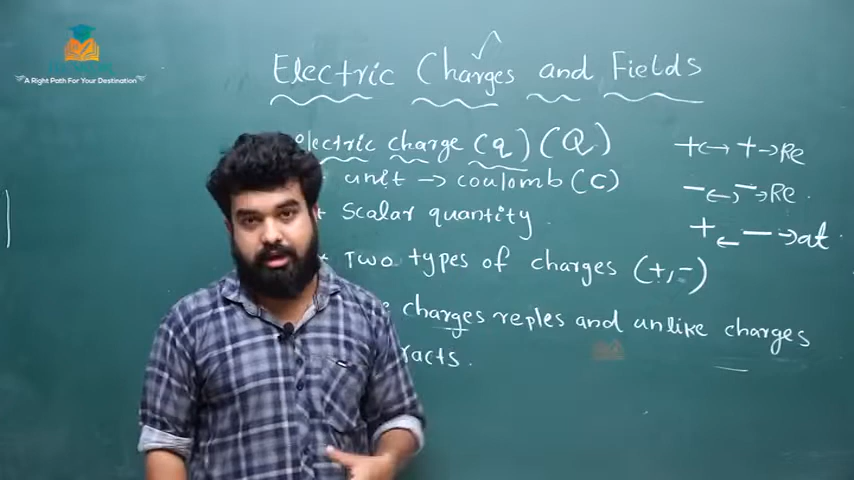 A Right Path For Your Destination
Electric Charges and Fields
electric charge (q) (Q)
unit → coulomb (C)
scalar quantity
Two types of charges (+,-)
charges reples and unlike charges
+ ↔ + → Re
- ↔ - → Re
+ ← - → at